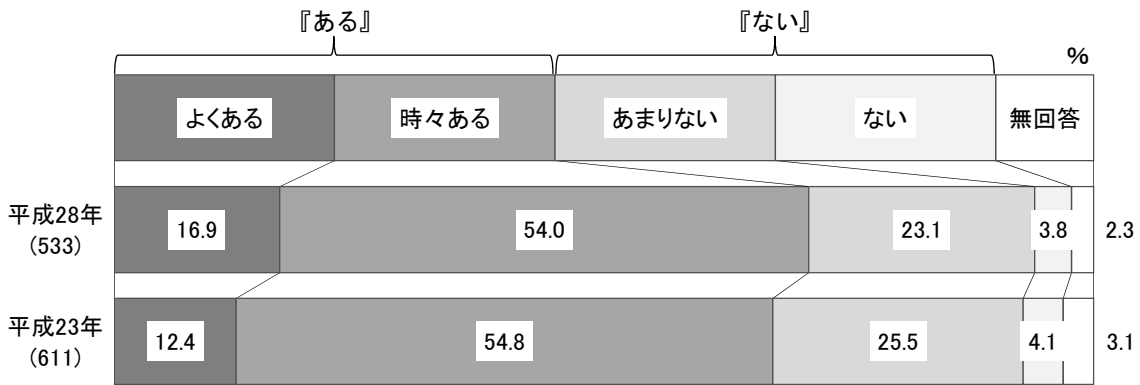 『ある』 『ない』
%
よくある 時々ある あまりない ない 無回答
平成28年
(533)
16.9 54.0 23.1 3.8 2.3
平成23年
(611)
12.4 54.8 25.5 4.1 3.1